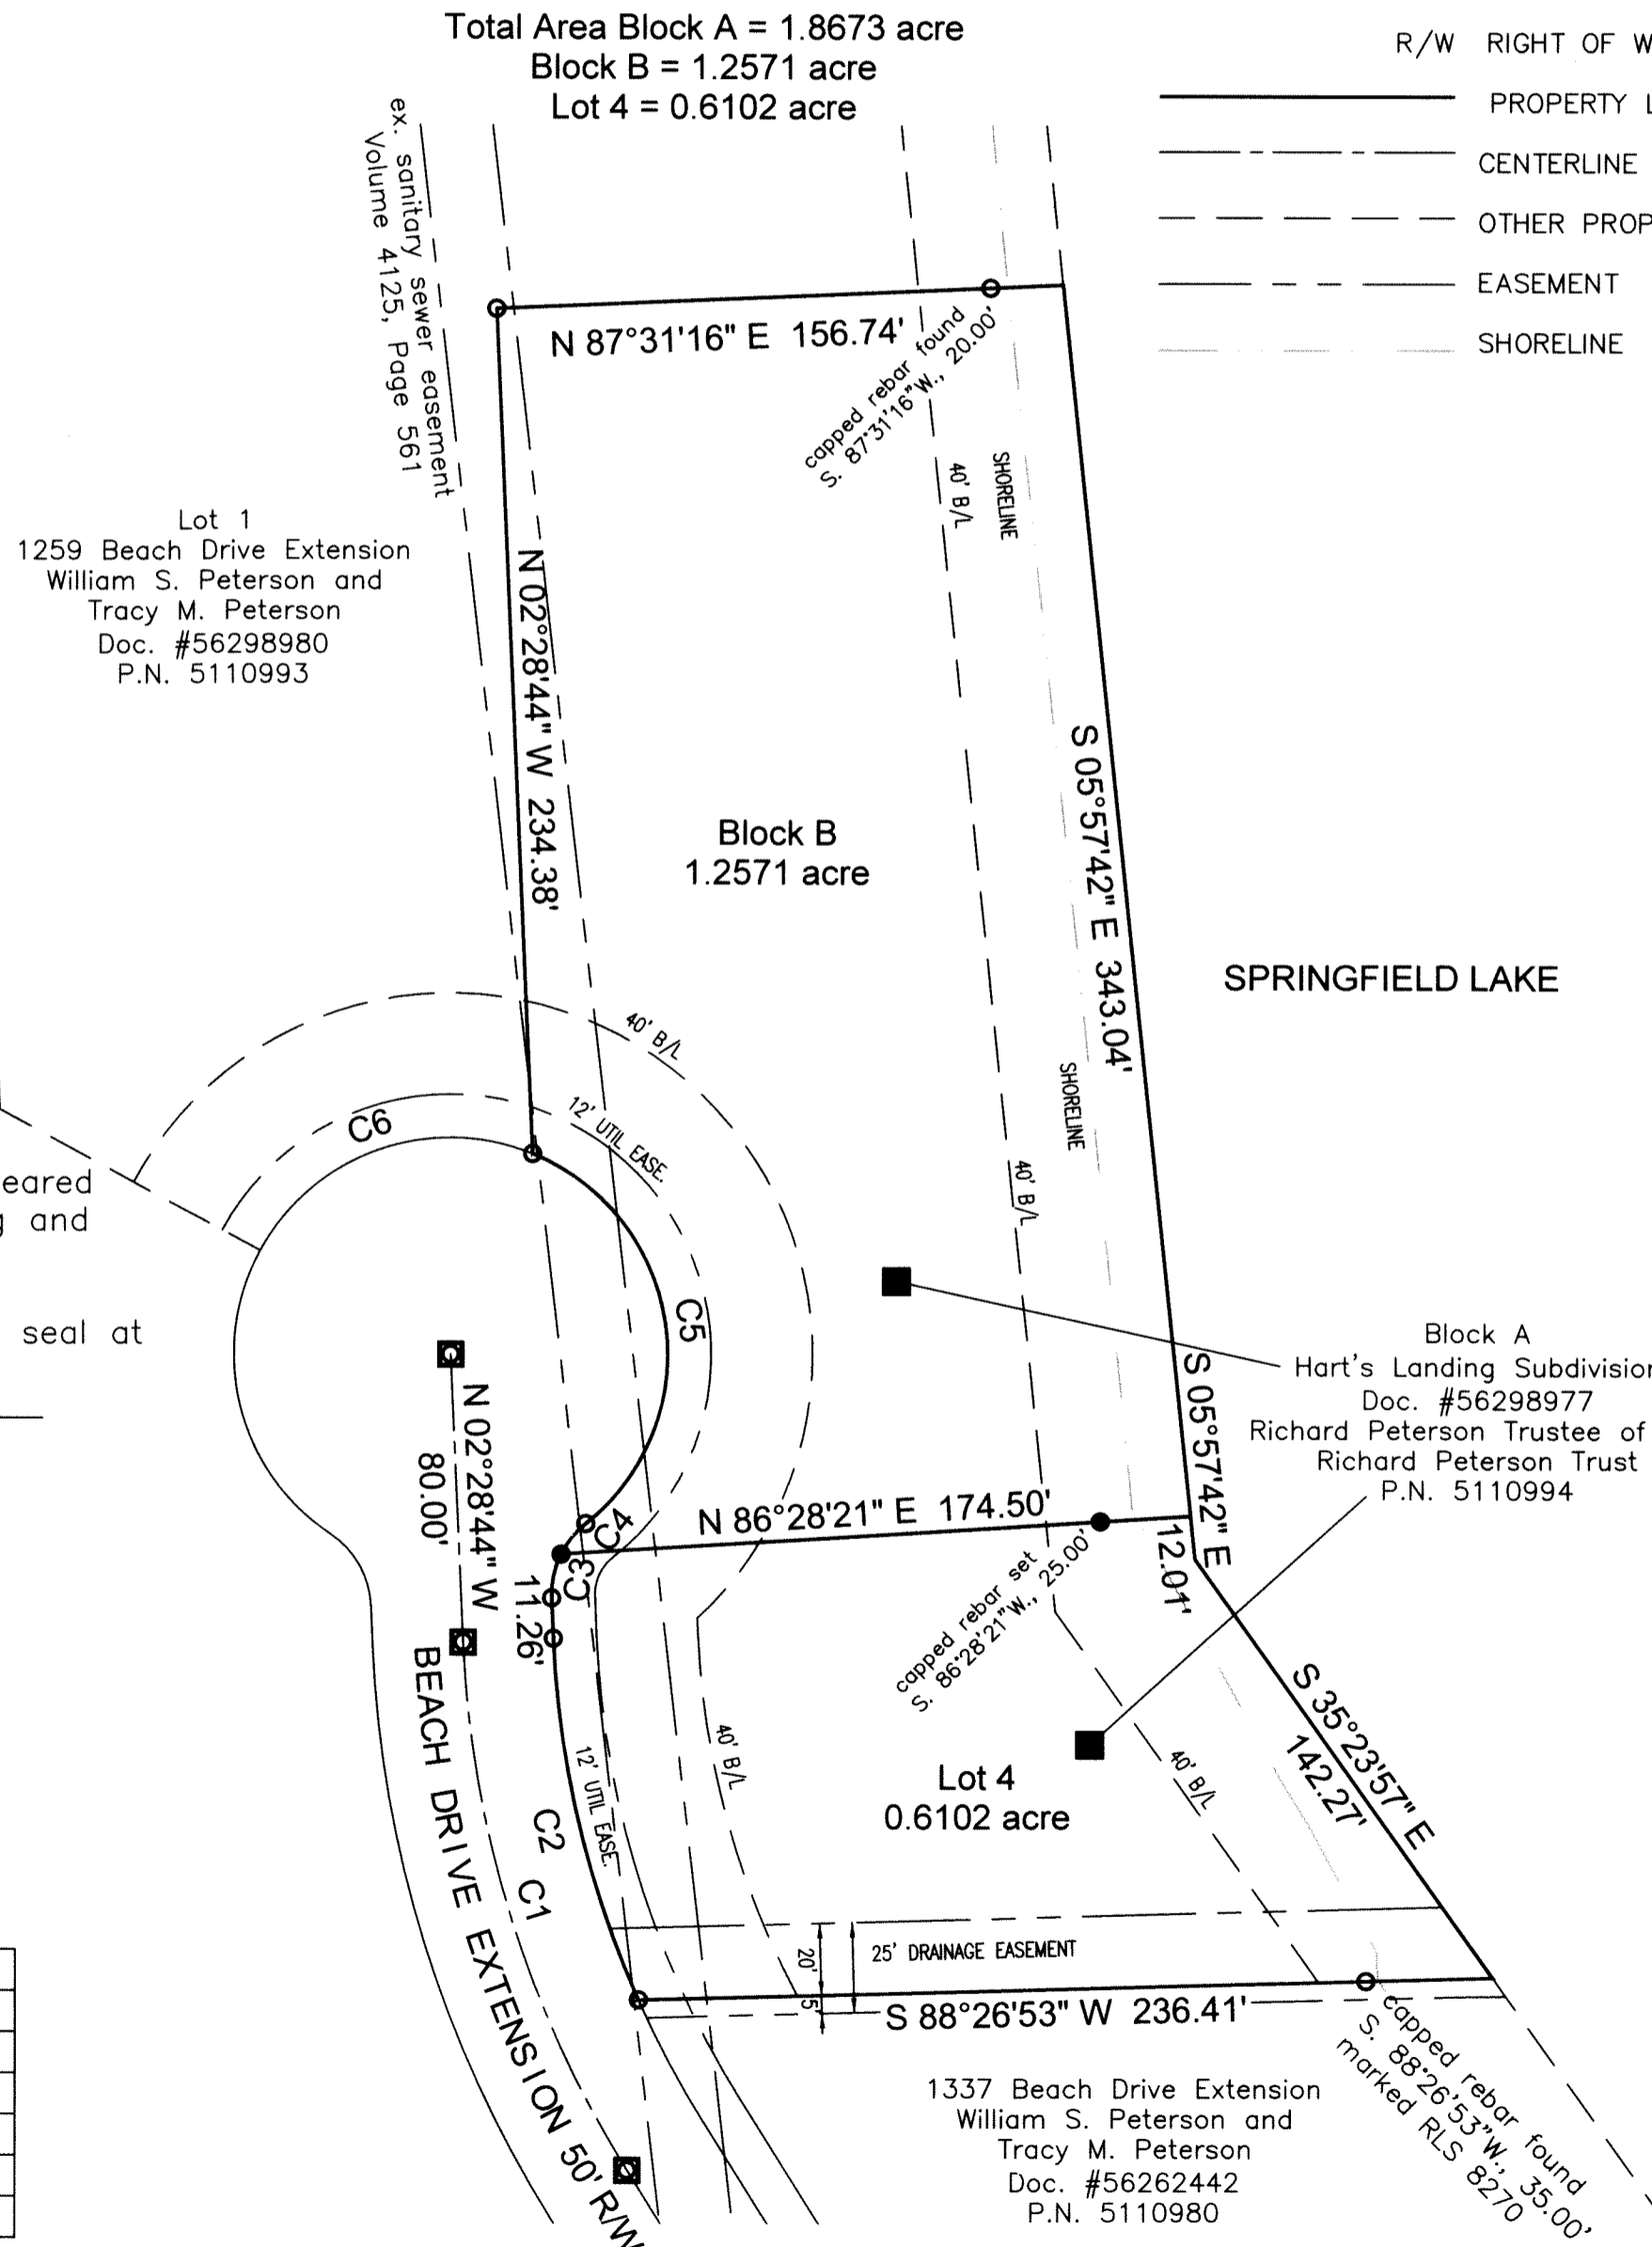 Total Area Block A = 1.8673 acre
Block B = 1.2571 acre
Lot 4 = 0.6102 acre
R/W RIGHT OF W
PROPERTY L
CENTERLINE
OTHER PROP
EASEMENT
SHORELINE
ex. sanitary sewer easement
Volume 4125, Page 561
N 87°31'16" E 156.74'
capped rebar found
S. 87°31'16"W., 20.00'
40' B/L
SHORELINE
Lot 1
1259 Beach Drive Extension
William S. Peterson and
Tracy M. Peterson
Doc. #56298980
P.N. 5110993
N 02°28'44" W 234.38'
S 05°57'42" E 343.04'
Block B
1.2571 acre
SPRINGFIELD LAKE
40' B/L
SHORELINE
12' UTIL EASE.
C6
40' B/L
eared
g and
seal at
C5
Block A
Hart's Landing Subdivision
Doc. #56298977
Richard Peterson Trustee of
Richard Peterson Trust
P.N. 5110994
N 02°28'44" W
80.00'
S 05°57'42" E
12.01'
N 86°28'21" E 174.50'
C4
C3
11.26'
capped rebar set
S. 86°28'21"W., 25.00'
S 35°23'57" E
142.27'
40' B/L
40' B/L
12' UTIL EASE.
Lot 4
0.6102 acre
C2
C1
BEACH DRIVE EXTENSION 50' R/W
20'
25' DRAINAGE EASEMENT
5'
S 88°26'53" W 236.41'
capped rebar found
S. 88°26'53"W., 35.00'
marked RLS 8270
1337 Beach Drive Extension
William S. Peterson and
Tracy M. Peterson
Doc. #56262442
P.N. 5110980